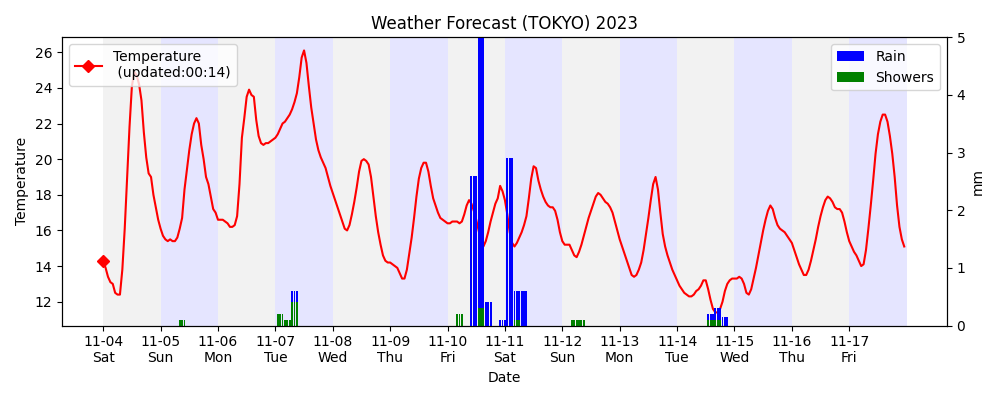 Weather Forecast (TOKYO) 2023
Temperature
(updated:00:14)
Rain
Showers
Temperature
26
24
22
20
18
16
14
12
5
4
3
2
1
0
mm
11-04 11-05 11-06 11-07 11-08 11-09 11-10 11-11 11-12 11-13 11-14 11-15 11-16 11-17
Sat Sun Mon Tue Wed Thu Fri Sat Sun Mon Tue Wed Thu Fri
Date